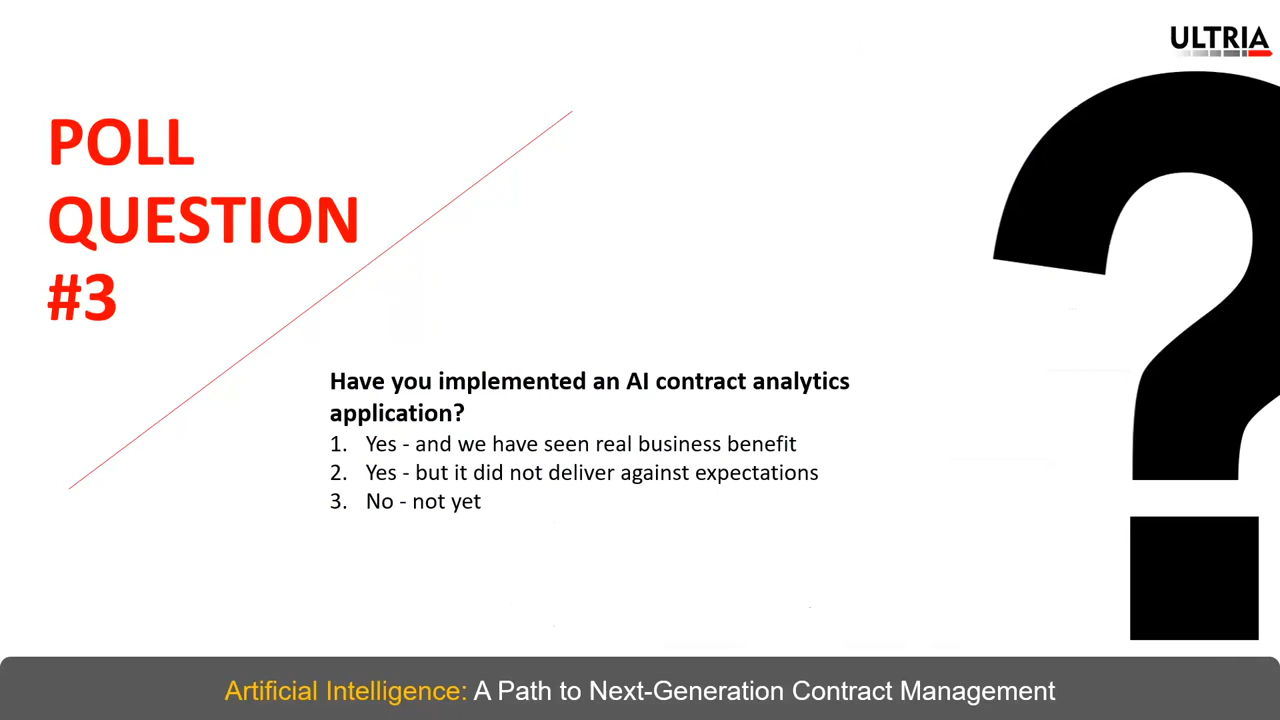 ULTRIA
POLL
QUESTION
#3
Have you implemented an AI contract analytics
application?
1. Yes - and we have seen real business benefit
2. Yes - but it did not deliver against expectations
3. No - not yet
Artificial Intelligence: A Path to Next-Generation Contract Management